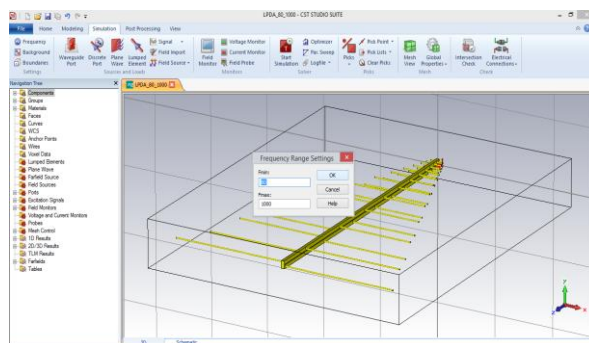 LPDA_80_1000 - CST STUDIO SUITE
File Home Modeling Simulation Post Processing View
Frequency
Background
Boundaries
Settings
Waveguide Port
Discrete Port
Plane Wave
Lumped Element
Signal
Field Import
Field Source
Sources and Loads
Field Monitor
Voltage Monitor
Current Monitor
Field Probe
Monitors
Start Simulation
Optimizer
Par. Sweep
Logfile
Solver
Picks
Pick Point
Pick Lists
Clear Picks
Picks
Mesh View
Global Properties
Mesh
Intersection Check
Electrical Connections
Check
Navigation Tree
LPDA_80_1000
Components
Groups
Materials
Faces
Curves
WCS
Anchor Points
Wires
Voxel Data
Lumped Elements
Plane Wave
Farfield Source
Field Sources
Ports
Excitation Signals
Field Monitors
Voltage and Current Monitors
Probes
Mesh Control
1D Results
2D/3D Results
TLM Results
Farfields
Tables
Frequency Range Settings
Fmin:
OK
Cancel
Fmax:
1000
Help
y
x
z
3D Schematic